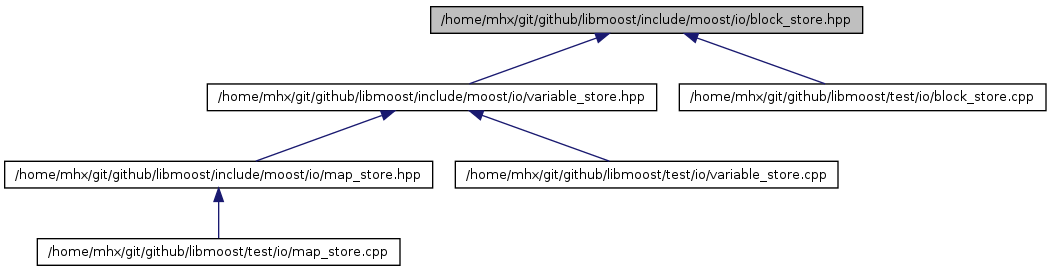 /home/mhx/git/github/libmoost/include/moost/io/block_store.hpp
/home/mhx/git/github/libmoost/include/moost/io/variable_store.hpp
/home/mhx/git/github/libmoost/test/io/block_store.cpp
/home/mhx/git/github/libmoost/include/moost/io/map_store.hpp
/home/mhx/git/github/libmoost/test/io/variable_store.cpp
/home/mhx/git/github/libmoost/test/io/map_store.cpp